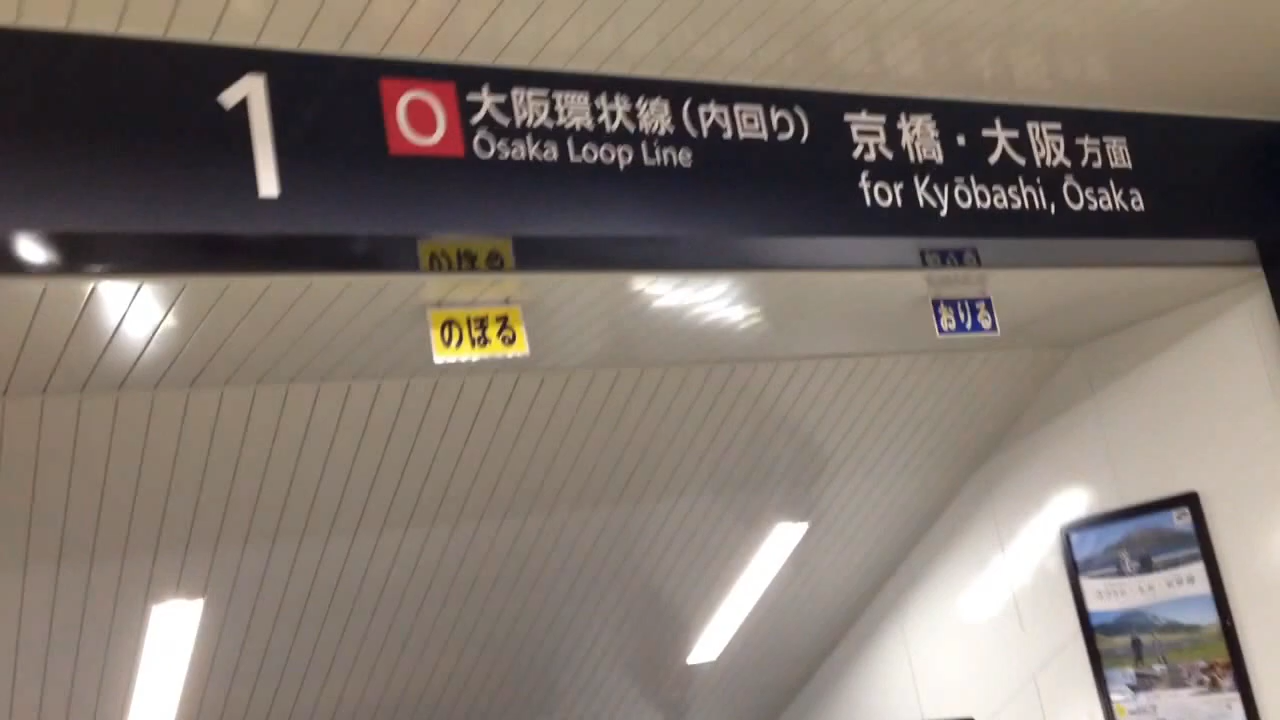 1
O 大阪環状線(内回り)
Ōsaka Loop Line
京橋・大阪方面
for Kyōbashi, Ōsaka
のぼる
おりる